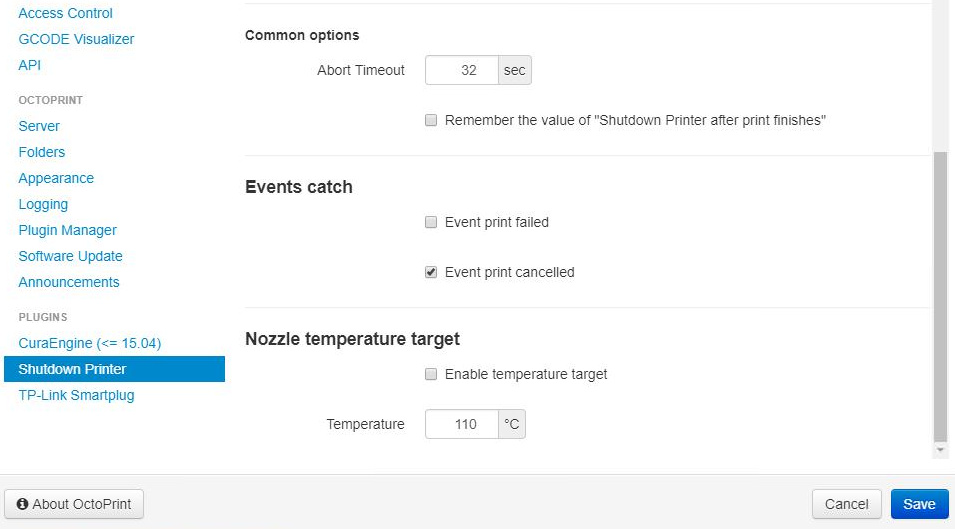 Access Control
GCODE Visualizer
API
OCTOPRINT
Server
Folders
Appearance
Logging
Plugin Manager
Software Update
Announcements
PLUGINS
CuraEngine (<= 15.04)
Shutdown Printer
TP-Link Smartplug
Common options
Abort Timeout 32 sec
Remember the value of "Shutdown Printer after print finishes"
Events catch
Event print failed
Event print cancelled
Nozzle temperature target
Enable temperature target
Temperature 110 °C
About OctoPrint
Cancel Save